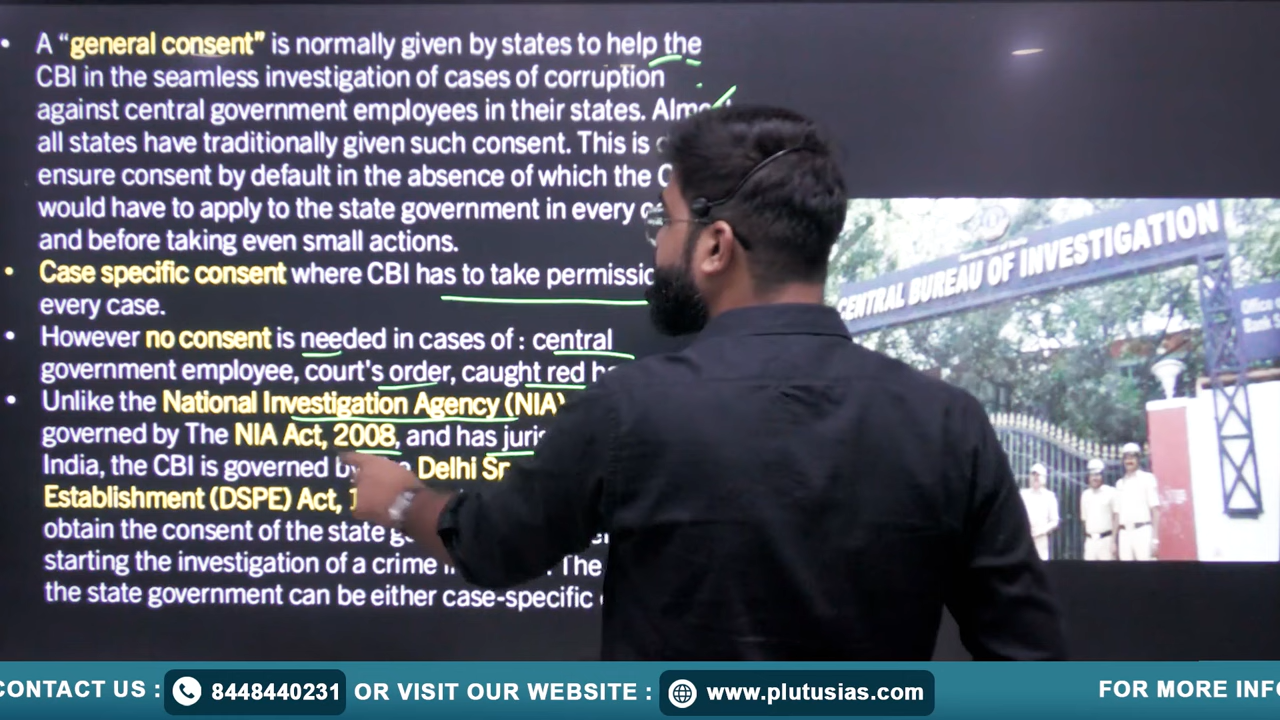 • A “general consent” is normally given by states to help the
CBI in the seamless investigation of cases of corruption
against central government employees in their states.
all states have traditionally given such consent. This is
ensure consent by default in the absence of which the
would have to apply to the state government in every
and before taking even small actions.
• Case specific consent where CBI has to take
every case.
• However no consent is needed in cases of : central
government employee, court's order, caught red
• Unlike the National Investigation Agency (NIA)
governed by The NIA Act, 2008, and has
India, the CBI is governed Delhi
Establishment (DSPE) Act,
obtain the consent of the state
starting the investigation of a crime The
the state government can be either case-specific
CENTRAL BUREAU OF INVESTIGATION
CONTACT US : 8448440231 OR VISIT OUR WEBSITE : www.plutusias.com FOR MORE